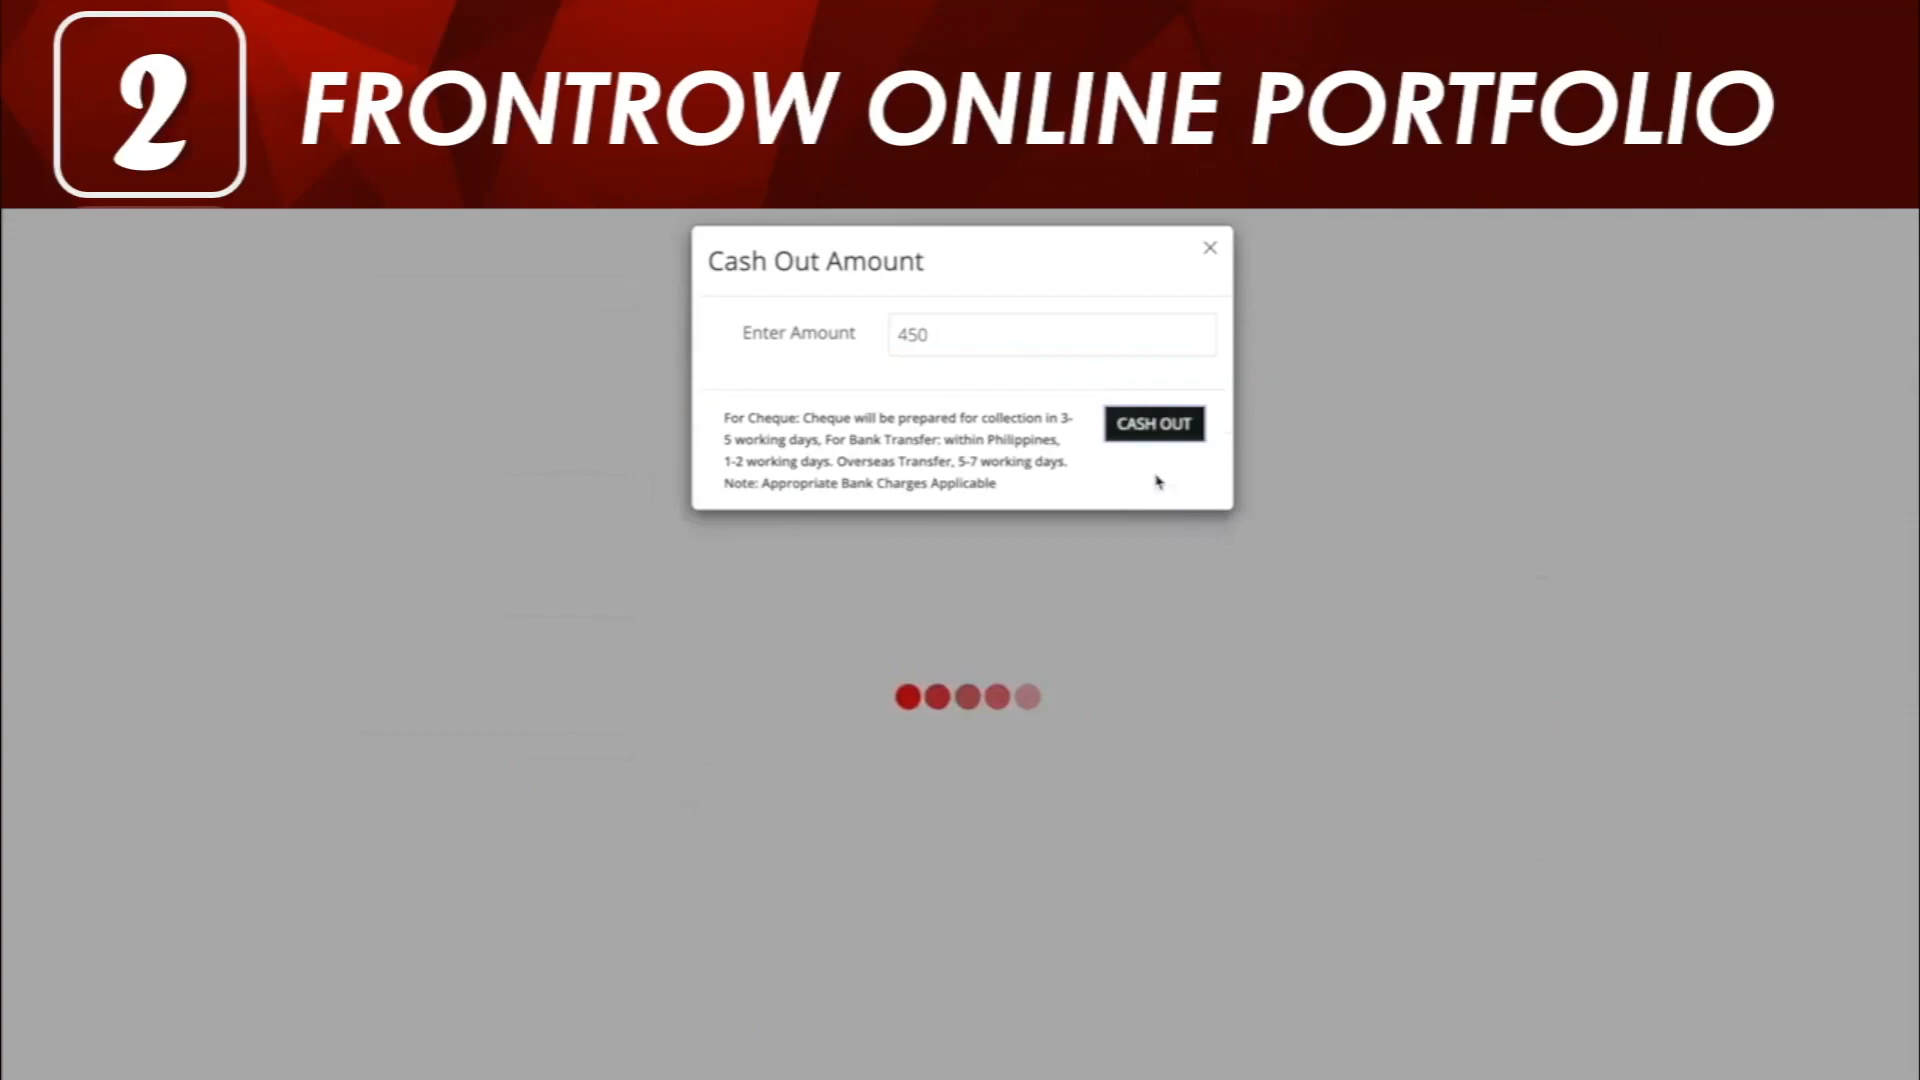 2 FRONTROW ONLINE PORTFOLIO
Cash Out Amount
Enter Amount 450
For Cheque: Cheque will be prepared for collection in 3-
5 working days, For Bank Transfer: within Philippines,
1-2 working days. Overseas Transfer, 5-7 working days.
Note: Appropriate Bank Charges Applicable
CASH OUT